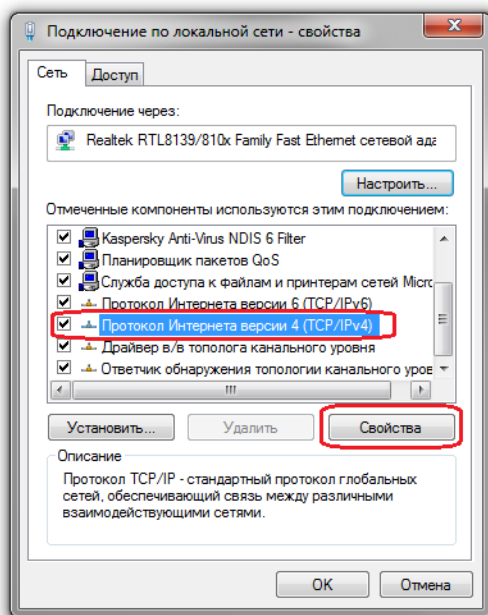 Подключение по локальной сети - свойства
Сеть
Доступ
Подключение через:
Realtek RTL8139/810x Family Fast Ethernet сетевой ада
Настроить...
Отмеченные компоненты используются этим подключением:
Kaspersky Anti-Virus NDIS 6 Filter
Планировщик пакетов QoS
Служба доступа к файлам и принтерам сетей Micro
Протокол Интернета версии 6 (TCP/IPv6)
Протокол Интернета версии 4 (TCP/IPv4)
Драйвер в/в тополога канального уровня
Ответчик обнаружения топологии канального уров
Установить...
Удалить
Свойства
Описание
Протокол TCP/IP - стандартный протокол глобальных
сетей, обеспечивающий связь между различными
взаимодействующими сетями.
OK
Отмена